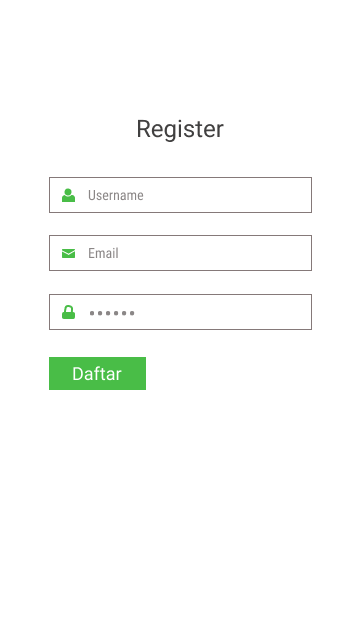 Register
Username
Email
••••••
Daftar